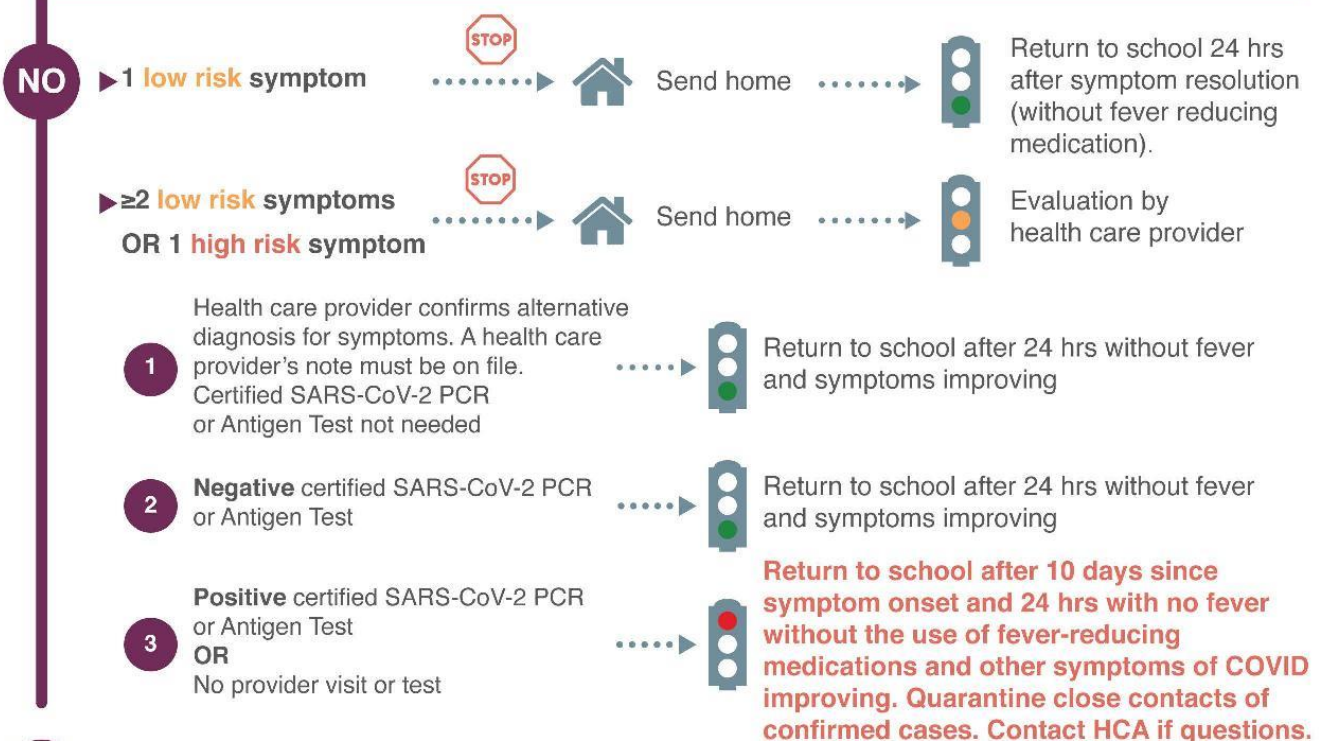 NO
▶1 low risk symptom
STOP
Send home
Return to school 24 hrs
after symptom resolution
(without fever reducing
medication).
▶≥2 low risk symptoms
OR 1 high risk symptom
STOP
Send home
Evaluation by
health care provider
1
Health care provider confirms alternative
diagnosis for symptoms. A health care
provider's note must be on file.
Certified SARS-CoV-2 PCR
or Antigen Test not needed
Return to school after 24 hrs without fever
and symptoms improving
2
Negative certified SARS-CoV-2 PCR
or Antigen Test
Return to school after 24 hrs without fever
and symptoms improving
3
Positive certified SARS-CoV-2 PCR
or Antigen Test
OR
No provider visit or test
Return to school after 10 days since
symptom onset and 24 hrs with no fever
without the use of fever-reducing
medications and other symptoms of COVID
improving. Quarantine close contacts of
confirmed cases. Contact HCA if questions.